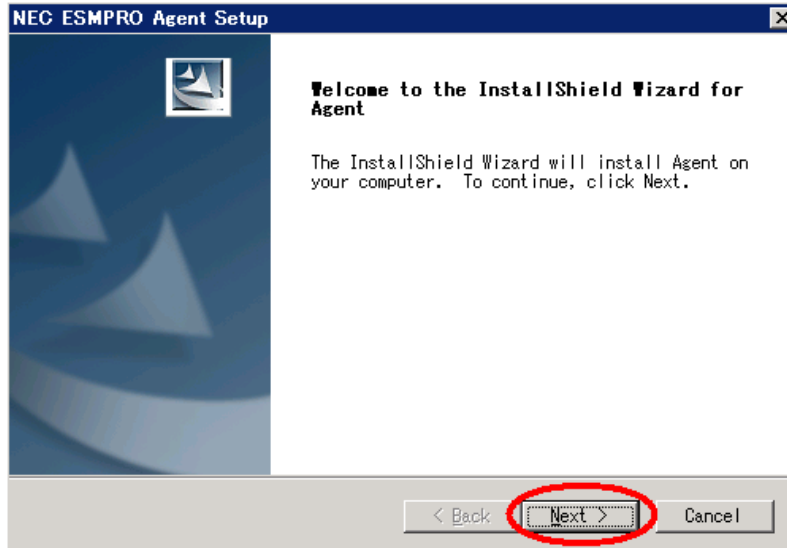 NEC ESMPRO Agent Setup
Welcome to the InstallShield Wizard for
Agent
The InstallShield Wizard will install Agent on
your computer. To continue, click Next.
< Back
Next >
Cancel